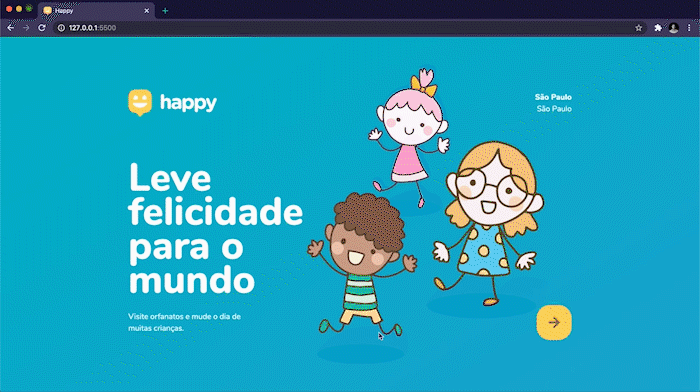 Happy
127.0.0.1:5500
happy
São Paulo
São Paulo
Leve
felicidade
para o
mundo
Visite orfanatos e mude o dia de
muitas crianças.